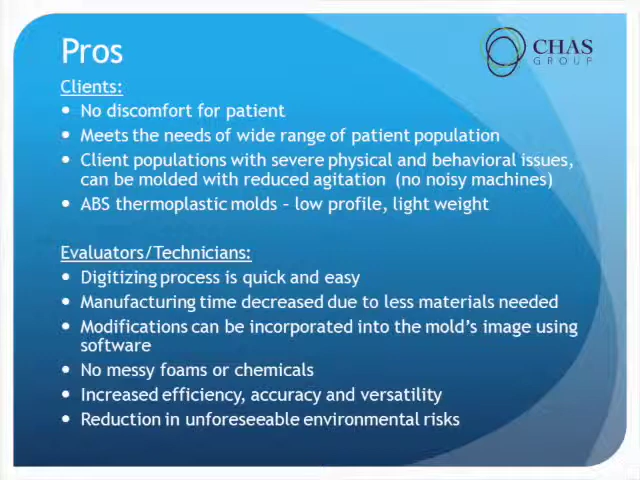 Pros
CHAS
GROUP
Clients:
• No discomfort for patient
• Meets the needs of wide range of patient population
• Client populations with severe physical and behavioral issues,
can be molded with reduced agitation (no noisy machines)
• ABS thermoplastic molds – low profile, light weight
Evaluators/Technicians:
• Digitizing process is quick and easy
• Manufacturing time decreased due to less materials needed
• Modifications can be incorporated into the mold's image using
software
• No messy foams or chemicals
• Increased efficiency, accuracy and versatility
• Reduction in unforeseeable environmental risks